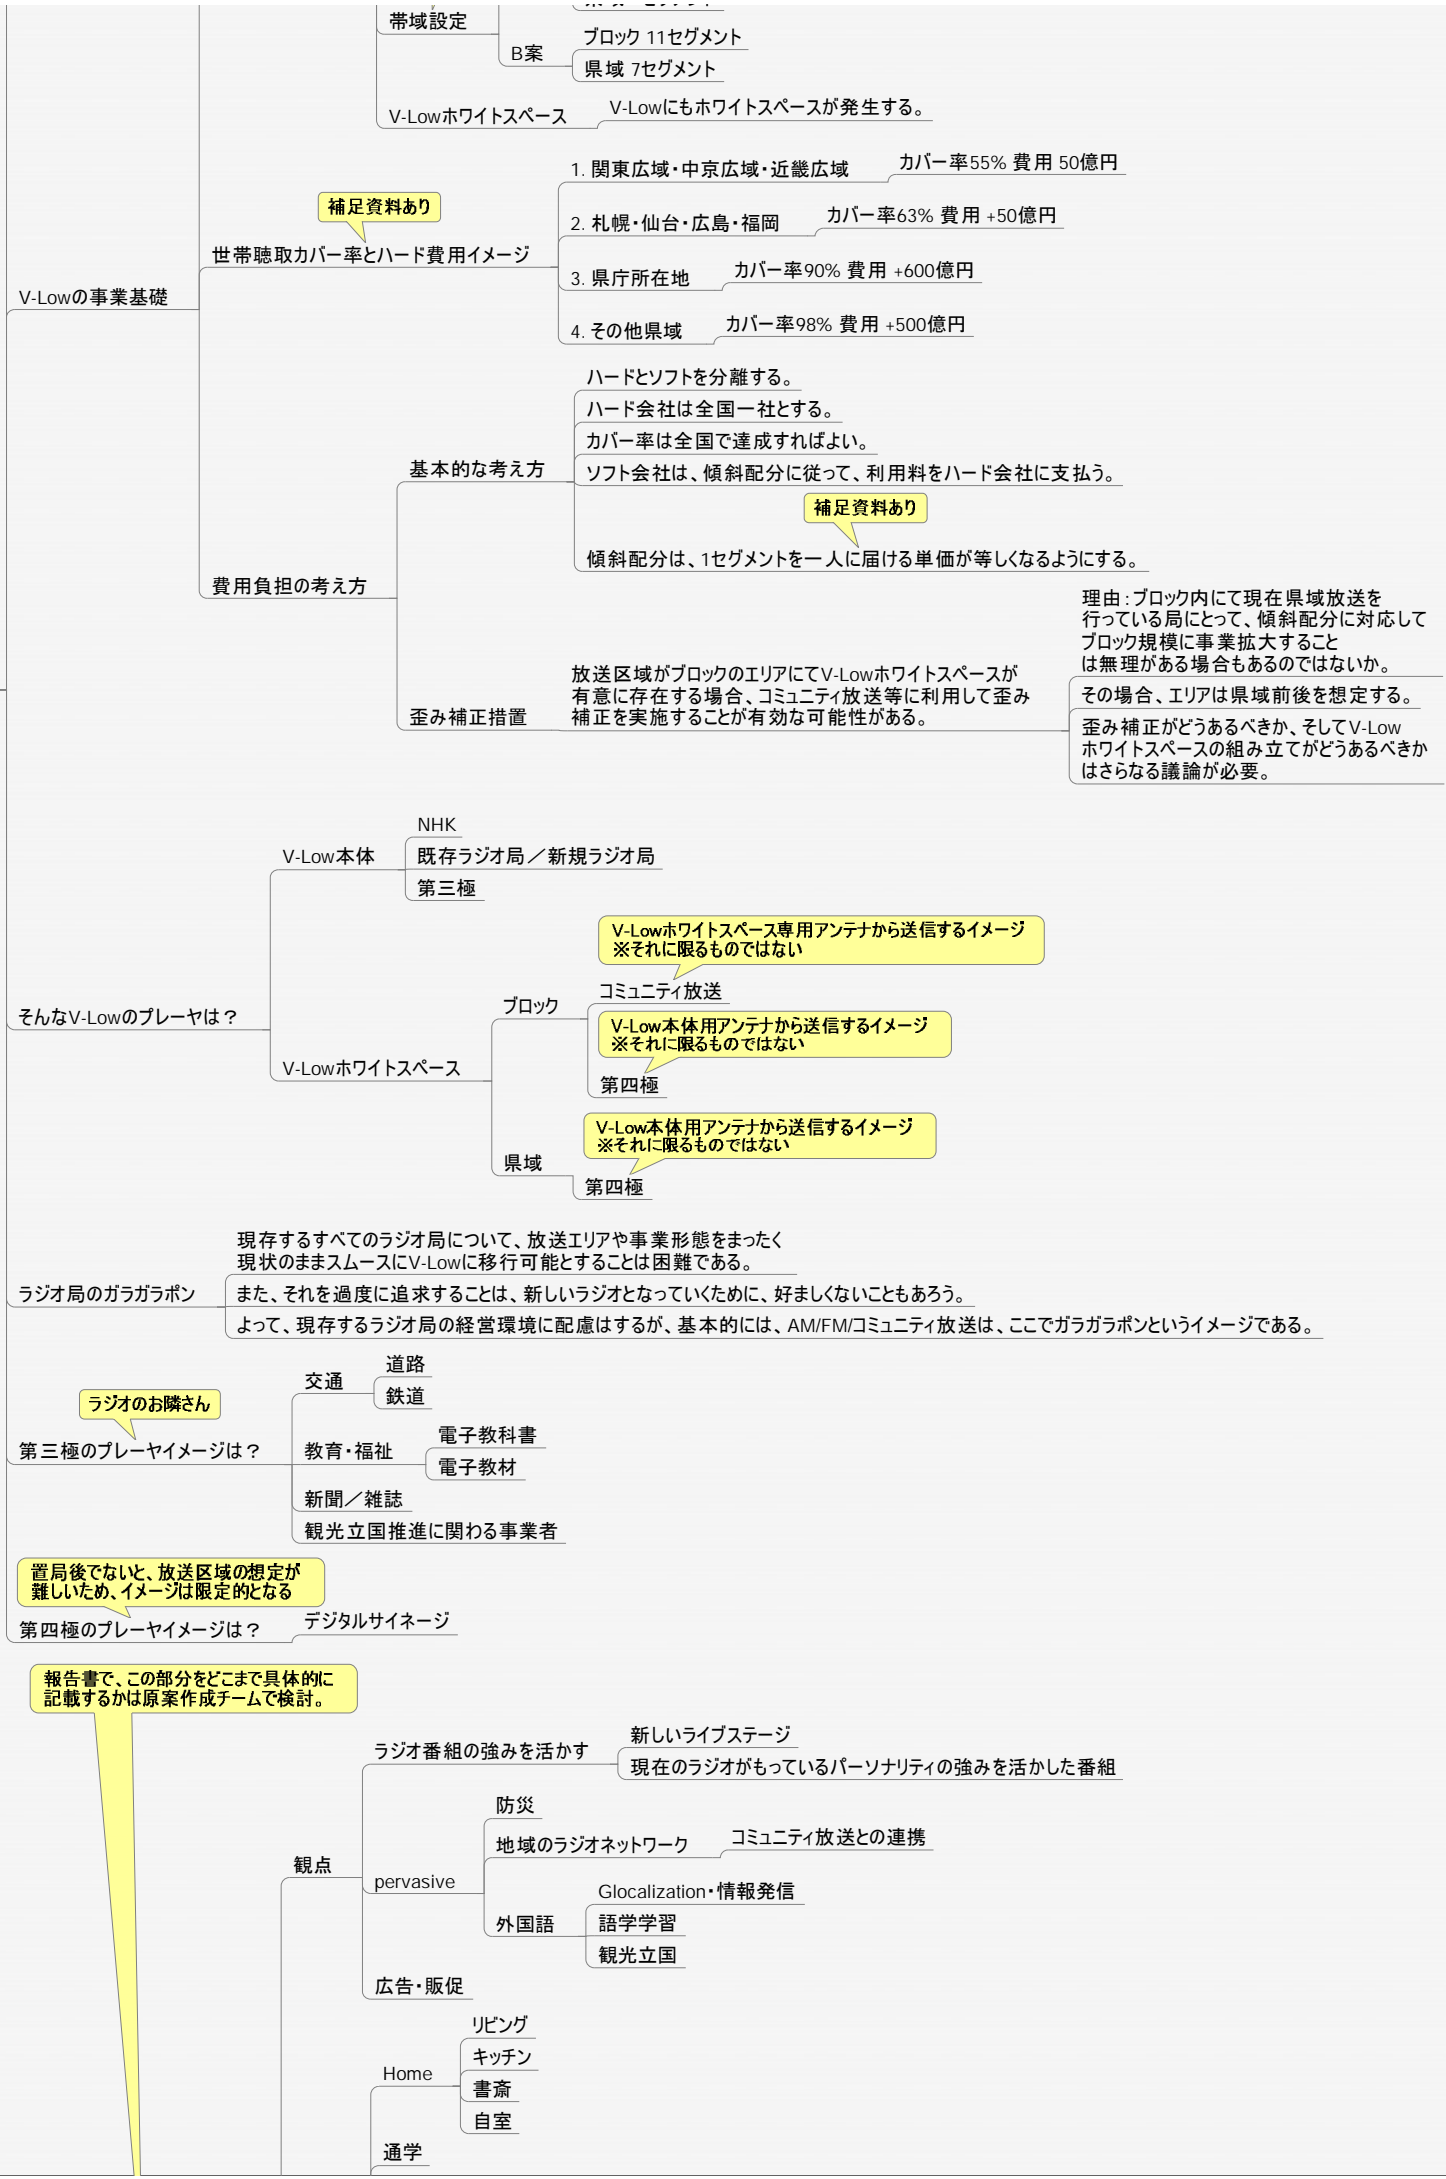 帯域設定
B案
ブロック 11セグメント
県域 7セグメント
V-Lowホワイトスペース
V-Lowにもホワイトスペースが発生する。
V-Lowの事業基礎
補足資料あり
世帯聴取カバー率とハード費用イメージ
1. 関東広域・中京広域・近畿広域
カバー率55% 費用 50億円
2. 札幌・仙台・広島・福岡
カバー率63% 費用 +50億円
3. 県庁所在地
カバー率90% 費用 +600億円
4. その他県域
カバー率98% 費用 +500億円
費用負担の考え方
基本的な考え方
ハードとソフトを分離する。
ハード会社は全国一社とする。
カバー率は全国で達成すればよい。
ソフト会社は、傾斜配分に従って、利用料をハード会社に支払う。
補足資料あり
傾斜配分は、1セグメントを一人に届ける単価が等しくなるようにする。
歪み補正措置
放送区域がブロックのエリアにてV-Lowホワイトスペースが
有意に存在する場合、コミュニティ放送等に利用して歪み
補正を実施することが有効な可能性がある。
理由：ブロック内にて現在県域放送を
行っている局にとって、傾斜配分に対応して
ブロック規模に事業拡大すること
は無理がある場合もあるのではないか。
その場合、エリアは県域前後を想定する。
歪み補正がどうあるべきか、そしてV-Low
ホワイトスペースの組み立てがどうあるべきか
はさらなる議論が必要。
そんなV-Lowのプレーヤは？
V-Low本体
NHK
既存ラジオ局／新規ラジオ局
第三極
V-Lowホワイトスペース
ブロック
V-Lowホワイトスペース専用アンテナから送信するイメージ
※それに限るものではない
コミュニティ放送
V-Low本体用アンテナから送信するイメージ
※それに限るものではない
第四極
県域
V-Low本体用アンテナから送信するイメージ
※それに限るものではない
第四極
ラジオ局のガラガラポン
現存するすべてのラジオ局について、放送エリアや事業形態をまったく
現状のままスムースにV-Lowに移行可能とすることは困難である。
また、それを過度に追求することは、新しいラジオとなっていくために、好ましくないこともあろう。
よって、現存するラジオ局の経営環境に配慮はするが、基本的には、AM/FM/コミュニティ放送は、ここでガラガラポンというイメージである。
ラジオのお隣さん
第三極のプレーヤイメージは？
交通
道路
鉄道
教育・福祉
電子教科書
電子教材
新聞／雑誌
観光立国推進に関わる事業者
置局後でないと、放送区域の想定が
難しいため、イメージは限定的となる
第四極のプレーヤイメージは？
デジタルサイネージ
報告書で、この部分をどこまで具体的に
記載するかは原案作成チームで検討。
観点
ラジオ番組の強みを活かす
新しいライブステージ
現在のラジオがもっているパーソナリティの強みを活かした番組
pervasive
防災
地域のラジオネットワーク
コミュニティ放送との連携
外国語
Glocalization・情報発信
語学学習
観光立国
広告・販促
Home
リビング
キッチン
書斎
自室
通学